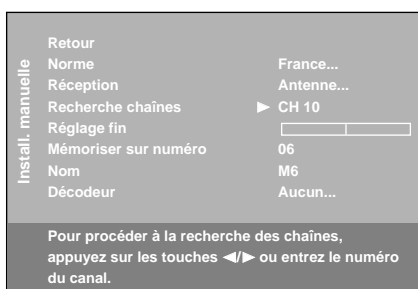 Install. manuelle
Retour
Norme France...
Réception Antenne...
Recherche chaînes ▶ CH 10
Réglage fin
Mémoriser sur numéro 06
Nom M6
Décodeur Aucun...
Pour procéder à la recherche des chaînes,
appuyez sur les touches ◀/▶ ou entrez le numéro
du canal.